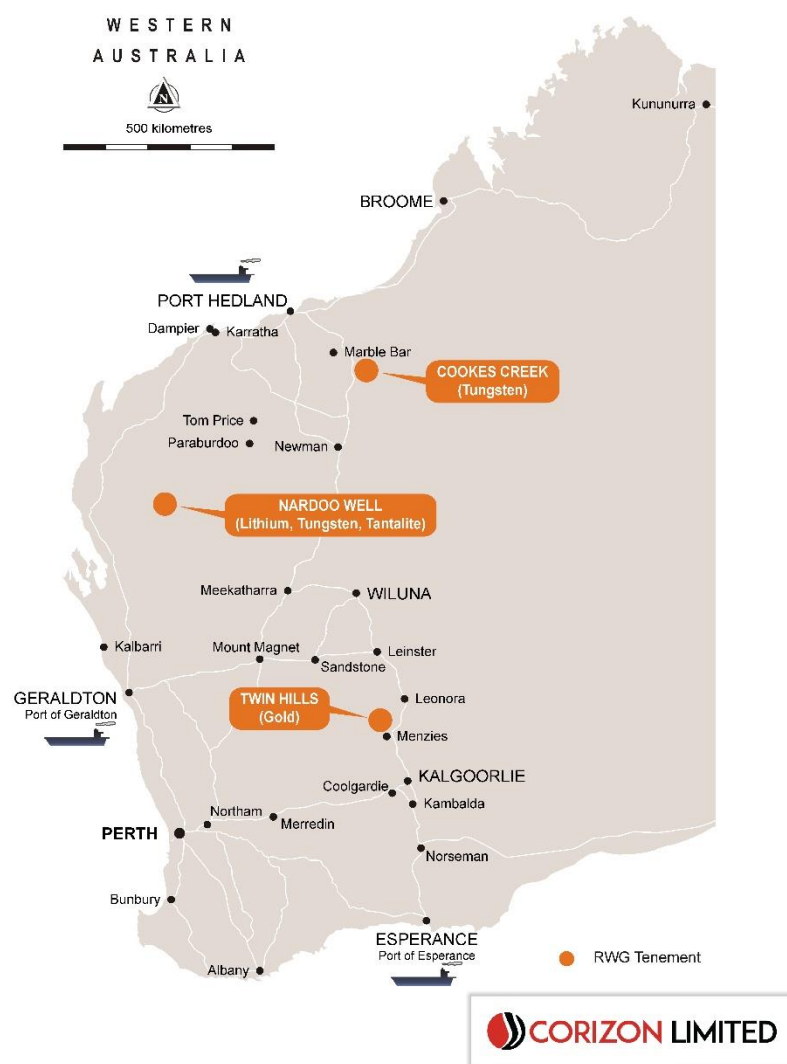 WESTERN
AUSTRALIA
N
500 kilometres
Kununurra
BROOME
PORT HEDLAND
Dampier
Karratha
Marble Bar
COOKES CREEK
(Tungsten)
Tom Price
Paraburdoo
Newman
NARDOO WELL
(Lithium, Tungsten, Tantalite)
Meekatharra
WILUNA
Kalbarri
Mount Magnet
Leinster
Sandstone
GERALDTON
Port of Geraldton
TWIN HILLS
(Gold)
Leonora
Menzies
KALGOORLIE
Coolgardie
Kambalda
Northam
Merredin
PERTH
Norseman
Bunbury
ESPERANCE
Port of Esperance
Albany
RWG Tenement
CORIZON LIMITED